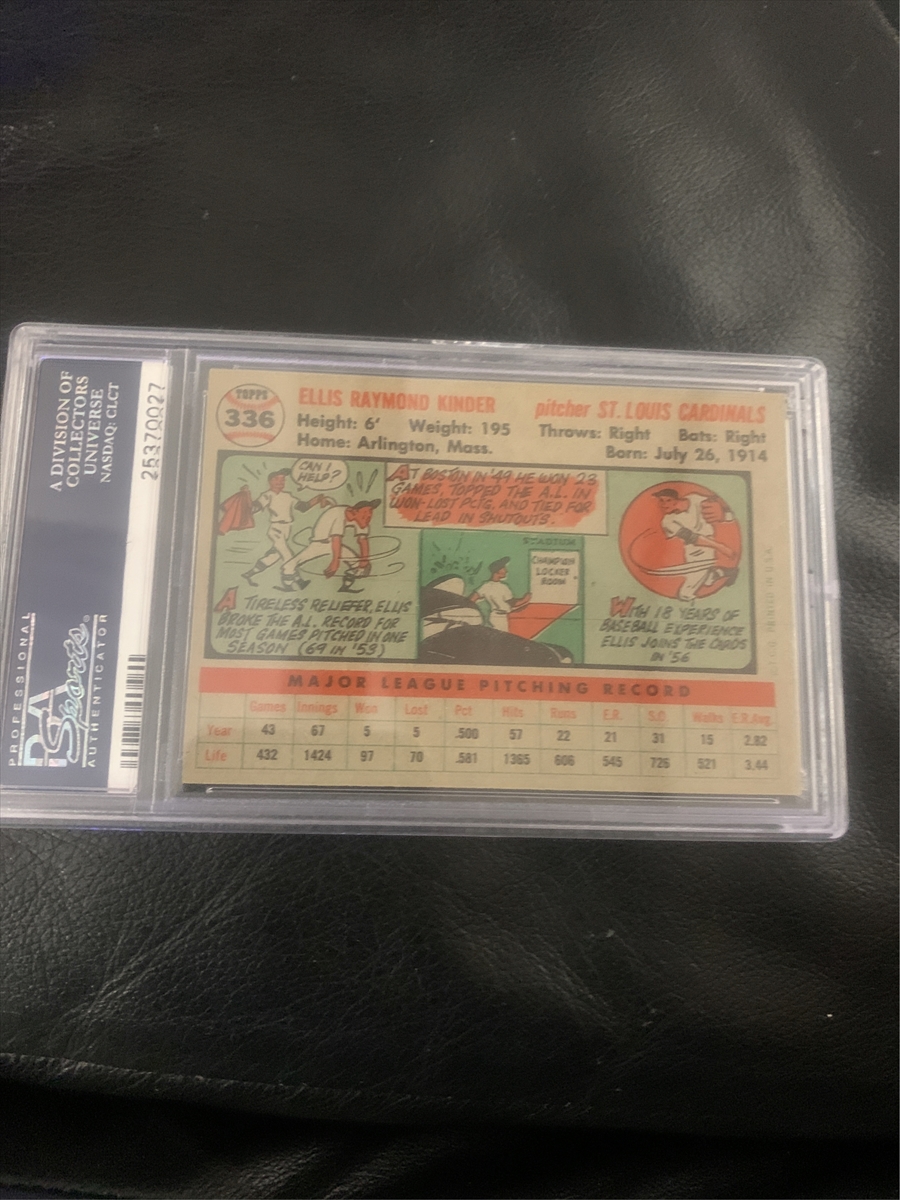 A DIVISION OF
COLLECTORS
UNIVERSE
NASDAQ: CLCT
25370027
PROFESSIONAL
PSA
Sports
AUTHENTICATOR
TOPPS
336
ELLIS RAYMOND KINDER pitcher ST. LOUIS CARDINALS
Height: 6' Weight: 195 Throws: Right Bats: Right
Home: Arlington, Mass. Born: July 26, 1914
CAN I
HELP?
A TIRELESS RELIEFER, ELLIS
BROKE THE A.L. RECORD FOR
MOST GAMES PITCHED IN ONE
SEASON (69 IN '53)
AT BOSTON IN '49 HE WON 23
GAMES, TOPPED THE A.L. IN
WON-LOST PCTG. AND TIED FOR
LEAD IN SHUTOUTS.
STADIUM
CHAMPION
LOCKER
ROOM
WITH 18 YEARS OF
BASEBALL EXPERIENCE
ELLIS JOINS THE CARDS
IN '56
PRINTED IN U.S.A.
MAJOR LEAGUE PITCHING RECORD
Games Innings Won Lost Pct Hits Runs E.R. S.O. Walks E.R.Avg.
Year 43 67 5 5 .500 57 22 21 31 15 2.82
Life 432 1424 97 70 .581 1365 606 545 726 521 3.44